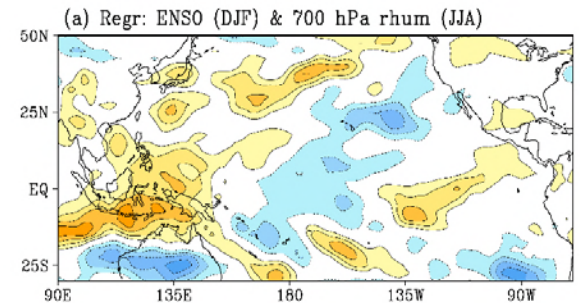 (a) Regr: ENSO (DJF) & 700 hPa rhum (JJA)
50N
25N
EQ
25S
90E 135E 180 135W 90W